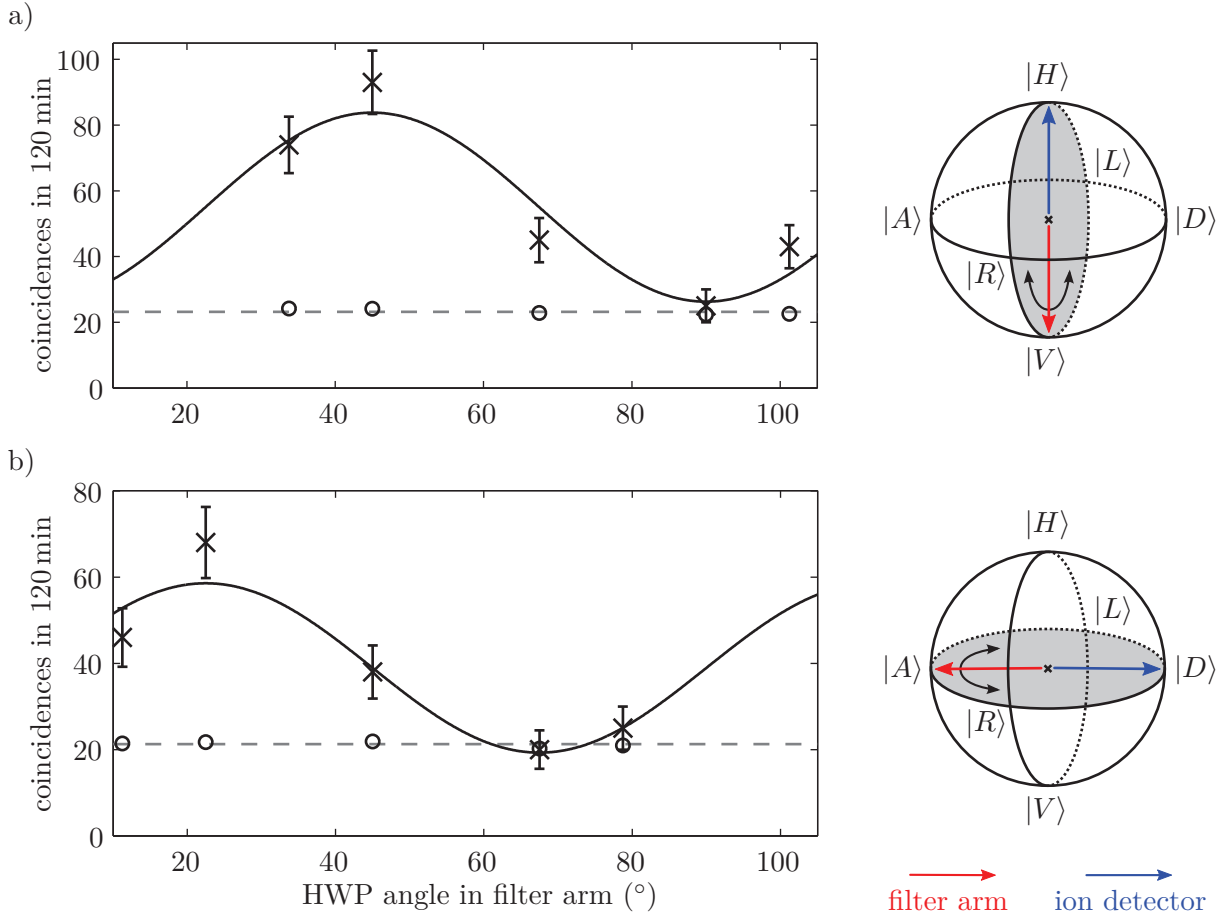 a)
coincidences in 120 min
100
80
60
40
20
0
20 40 60 80 100
|H⟩
|L⟩
|A⟩ |D⟩
|R⟩
|V⟩
b)
coincidences in 120 min
80
60
40
20
0
20 40 60 80 100
HWP angle in filter arm (°)
|H⟩
|L⟩
|A⟩ |D⟩
|R⟩
|V⟩
filter arm ion detector